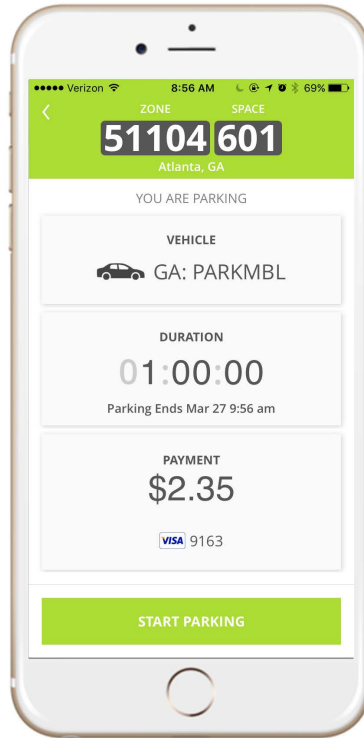 Verizon 8:56 AM 69%
ZONE SPACE
51104 601
Atlanta, GA
YOU ARE PARKING
VEHICLE
GA: PARKMBL
DURATION
01:00:00
Parking Ends Mar 27 9:56 am
PAYMENT
$2.35
VISA 9163
START PARKING